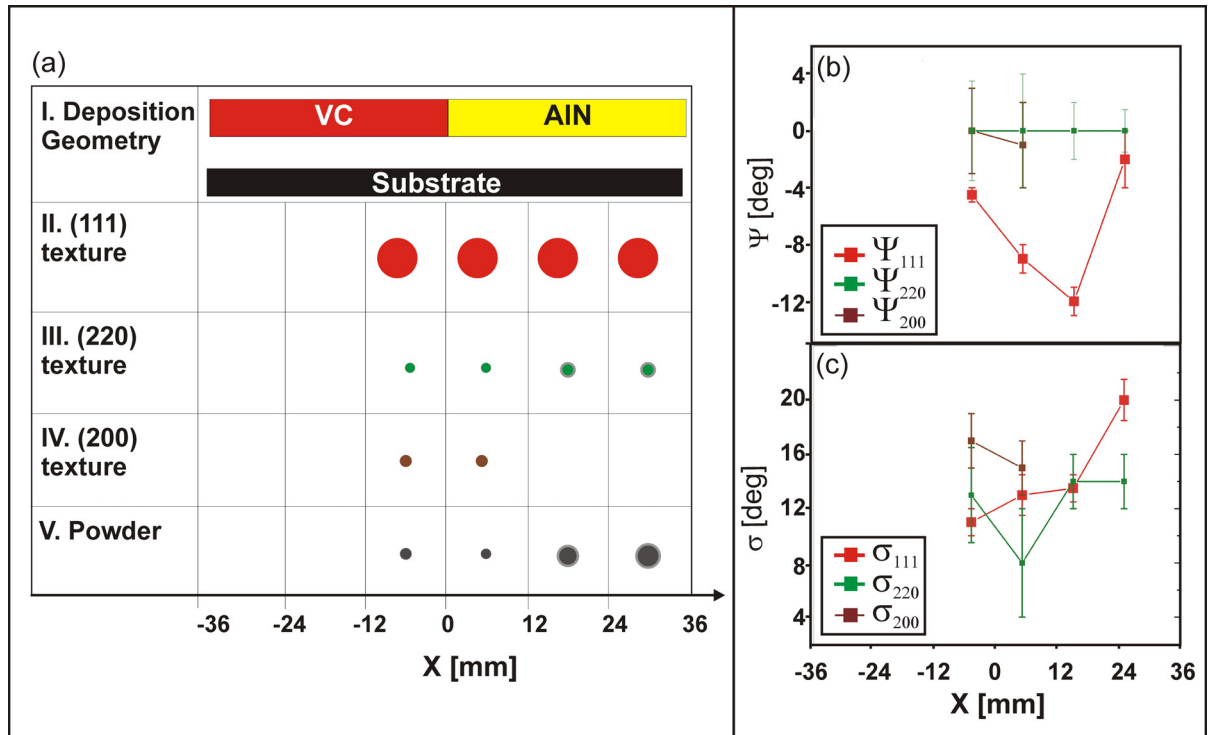 (a)
I. Deposition
Geometry
VC
AlN
Substrate
II. (111)
texture
III. (220)
texture
IV. (200)
texture
V. Powder
-36 -24 -12 0 12 24 36
X [mm]
(b)
4
0
-4
-8
-12
Ψ [deg]
Ψ111
Ψ220
Ψ200
(c)
20
16
12
8
4
σ [deg]
σ111
σ220
σ200
-36 -24 -12 0 12 24 36
X [mm]